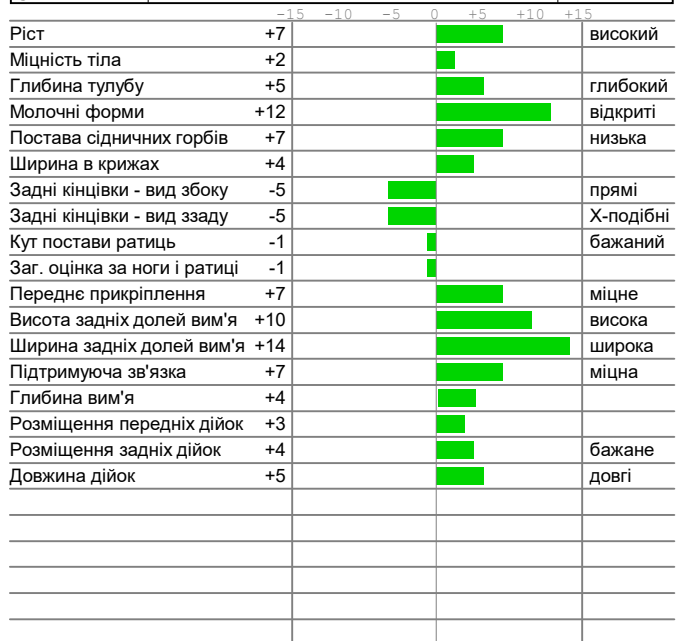 -15 -10 -5 0 +5 +10 +15
Ріст +7 високий
Міцність тіла +2
Глибина тулубу +5 глибокий
Молочні форми +12 відкриті
Постава сідничних горбів +7 низька
Ширина в крижах +4
Задні кінцівки - вид збоку -5 прямі
Задні кінцівки - вид ззаду -5 Х-подібні
Кут постави ратиць -1 бажаний
Заг. оцінка за ноги і ратиці -1
Переднє прикріплення +7 міцне
Висота задніх долей вим'я +10 висока
Ширина задніх долей вим'я +14 широка
Підтримуюча зв'язка +7 міцна
Глибина вим'я +4
Розміщення передніх дійок +3
Розміщення задніх дійок +4 бажане
Довжина дійок +5 довгі